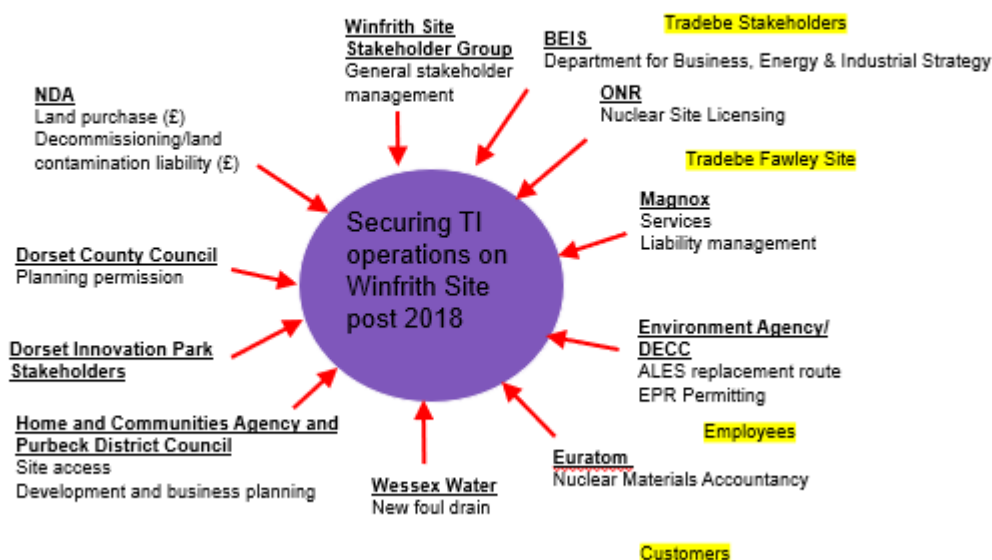 Winfrith Site
Stakeholder Group
General stakeholder
management
Tradebe Stakeholders
BEIS
Department for Business, Energy & Industrial Strategy
ONR
Nuclear Site Licensing
NDA
Land purchase (£)
Decommissioning/land
contamination liability (£)
Tradebe Fawley Site
Magnox
Services
Liability management
Securing TI
operations on
Winfrith Site
post 2018
Dorset County Council
Planning permission
Environment Agency/
DECC
ALES replacement route
EPR Permitting
Dorset Innovation Park
Stakeholders
Home and Communities Agency and
Purbeck District Council
Site access
Development and business planning
Employees
Euratom
Nuclear Materials Accountancy
Wessex Water
New foul drain
Customers